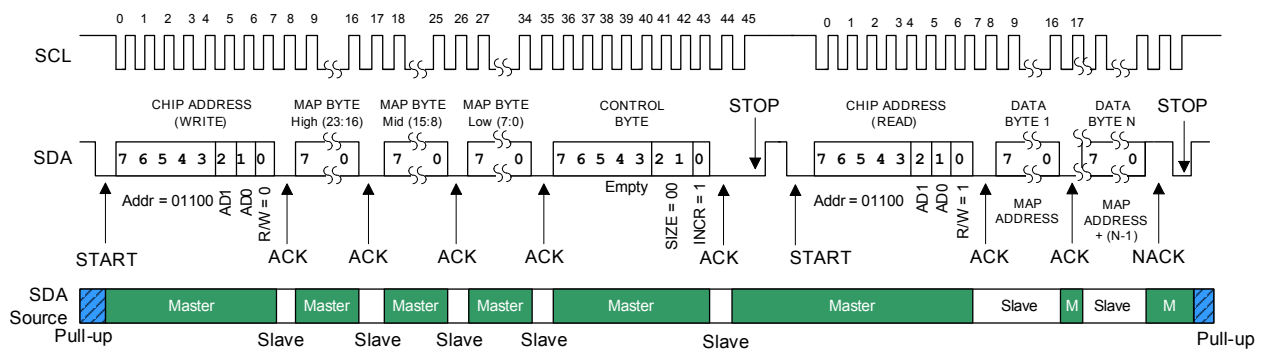 0 1 2 3 4 5 6 7 8 9 16 17 18 25 26 27 34 35 36 37 38 39 40 41 42 43 44 45 0 1 2 3 4 5 6 7 8 9 16 17
SCL
CHIP ADDRESS (WRITE)
MAP BYTE High (23:16)
MAP BYTE Mid (15:8)
MAP BYTE Low (7:0)
CONTROL BYTE
STOP
CHIP ADDRESS (READ)
DATA BYTE 1
DATA BYTE N
STOP
SDA
7 6 5 4 3 2 1 0
7 0
7 0
7 0
7 6 5 4 3 2 1 0
7 6 5 4 3 2 1 0
7 0
7 0
Addr = 01100
AD1
AD0
R/W = 0
Empty
SIZE = 00
INCR = 1
Addr = 01100
AD1
AD0
R/W = 1
MAP ADDRESS
MAP ADDRESS + (N-1)
START
ACK
ACK
ACK
ACK
ACK
START
ACK
ACK
NACK
SDA Source
Master
Master
Master
Master
Master
Master
Slave
M
Slave
M
Pull-up
Slave
Slave
Slave
Slave
Slave
Pull-up